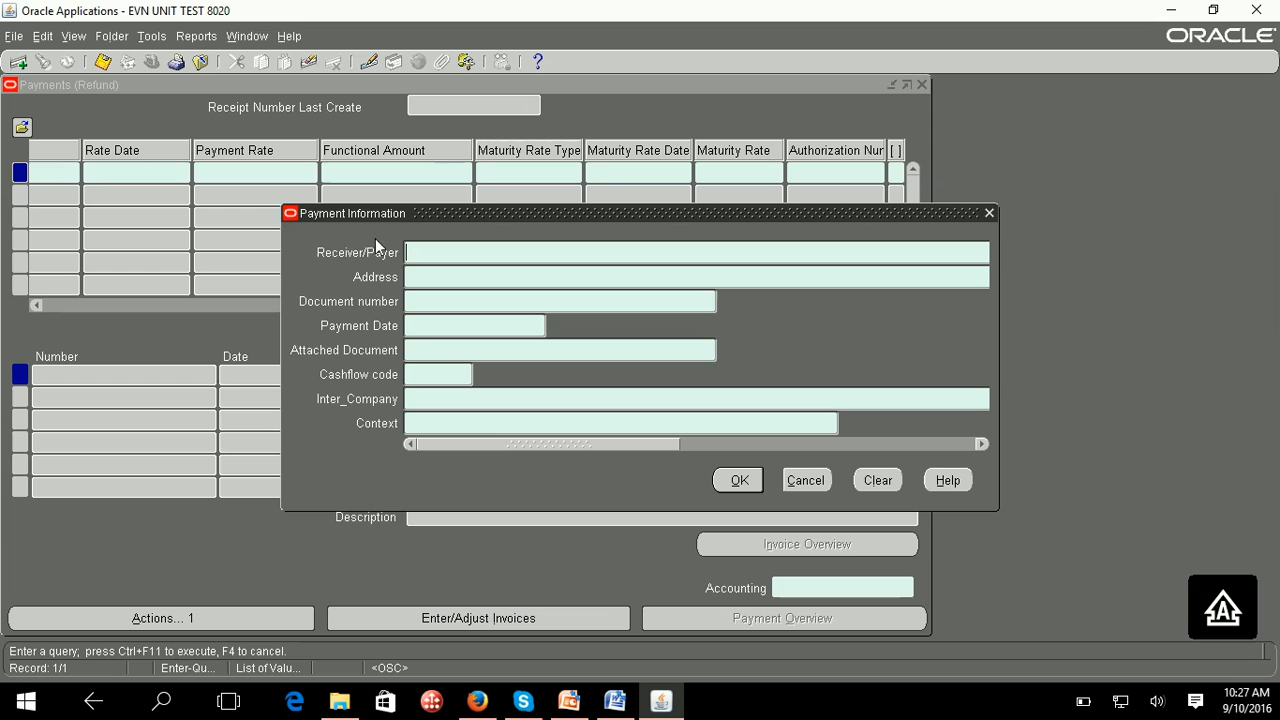 Oracle Applications - EVN UNIT TEST 8020
File Edit View Folder Tools Reports Window Help
ORACLE
Payments (Refund)
Receipt Number Last Create
Rate Date Payment Rate Functional Amount Maturity Rate Type Maturity Rate Date Maturity Rate Authorization Nur [ ]
Payment Information
Receiver/Payer
Address
Document number
Payment Date
Attached Document
Cashflow code
Inter_Company
Context
OK Cancel Clear Help
Number Date
Description
Invoice Overview
Accounting
Actions... 1 Enter/Adjust Invoices Payment Overview
Enter a query; press Ctrl+F11 to execute, F4 to cancel.
Record: 1/1 Enter-Qu... List of Valu... <OSC>
A
10:27 AM
9/10/2016